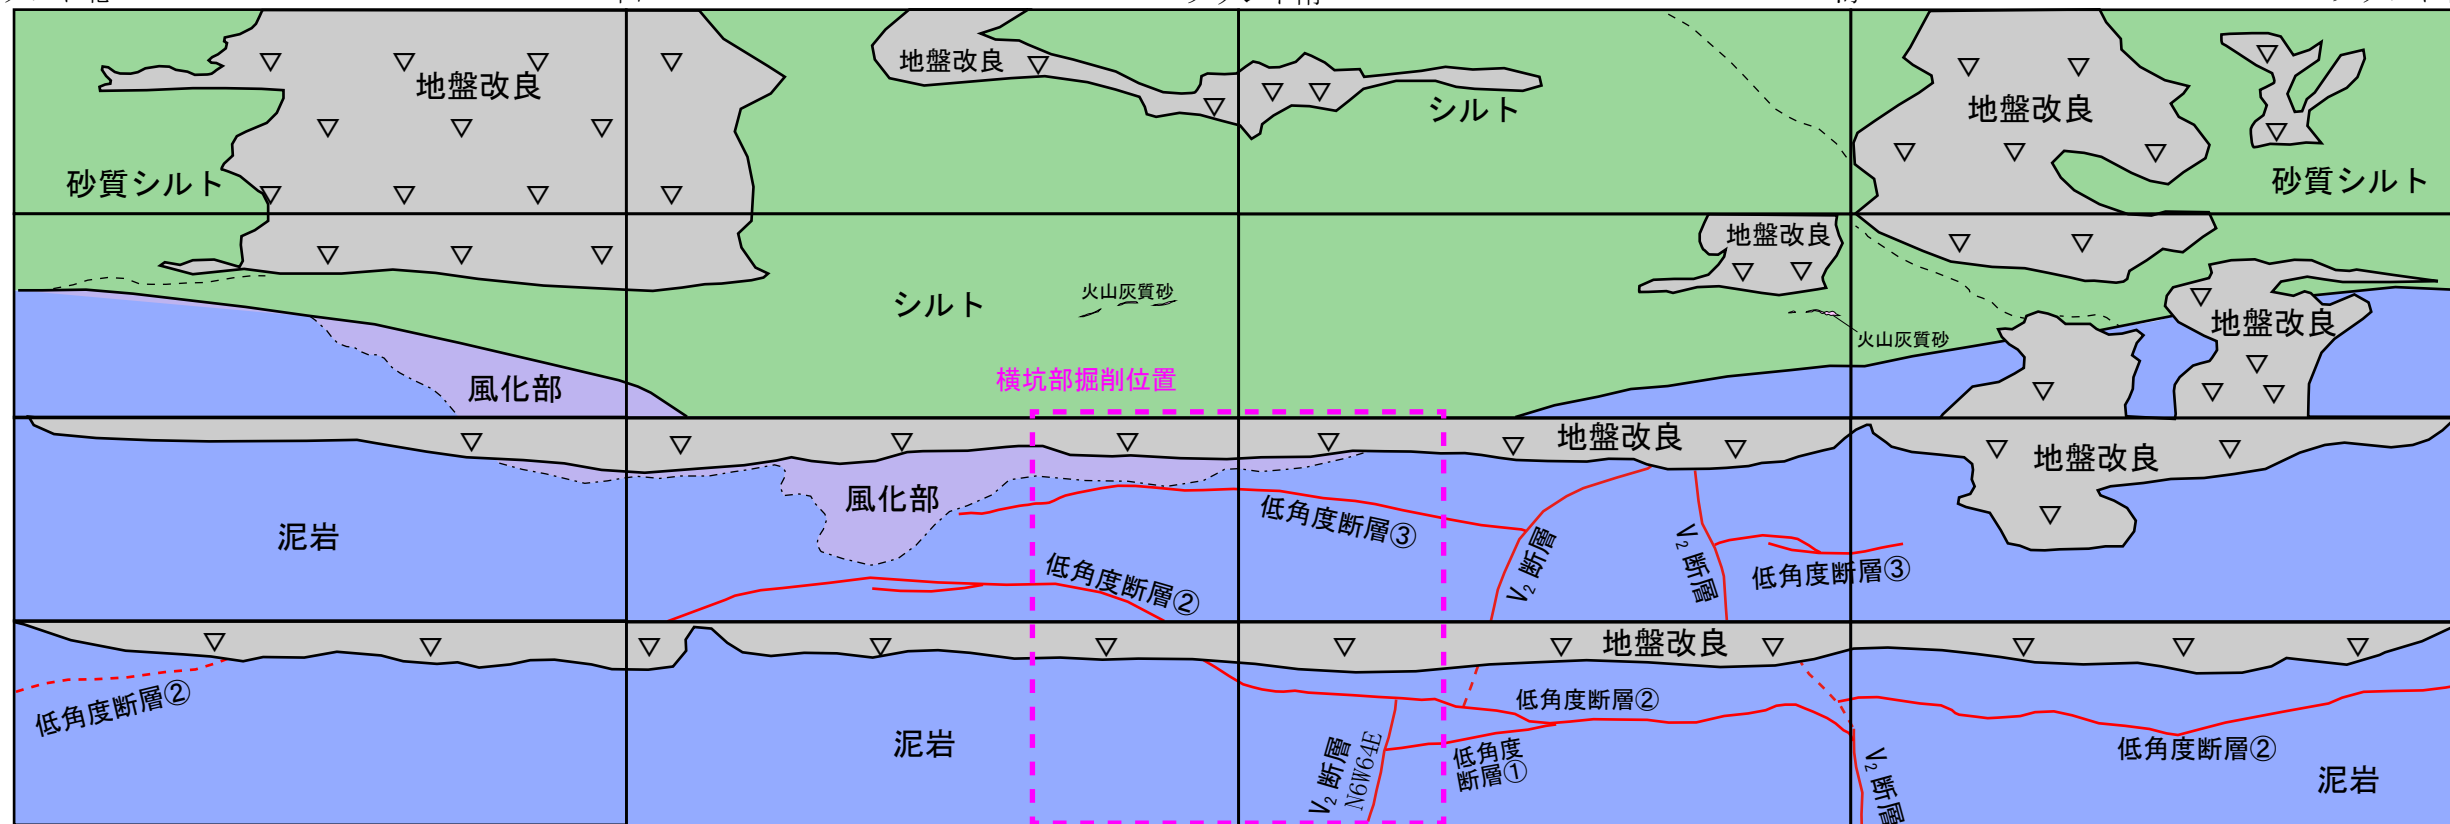 地盤改良
地盤改良
シルト
地盤改良
砂質シルト
砂質シルト
地盤改良
シルト
火山灰質砂
地盤改良
火山灰質砂
風化部
横坑部掘削位置
地盤改良
地盤改良
風化部
低角度断層③
泥岩
V₂ 断層
V₂ 断層
低角度断層②
低角度断層③
地盤改良
低角度断層②
低角度断層②
泥岩
V₂ 断層
N6W64E
低角度
断層①
V₂ 断層
低角度断層②
泥岩